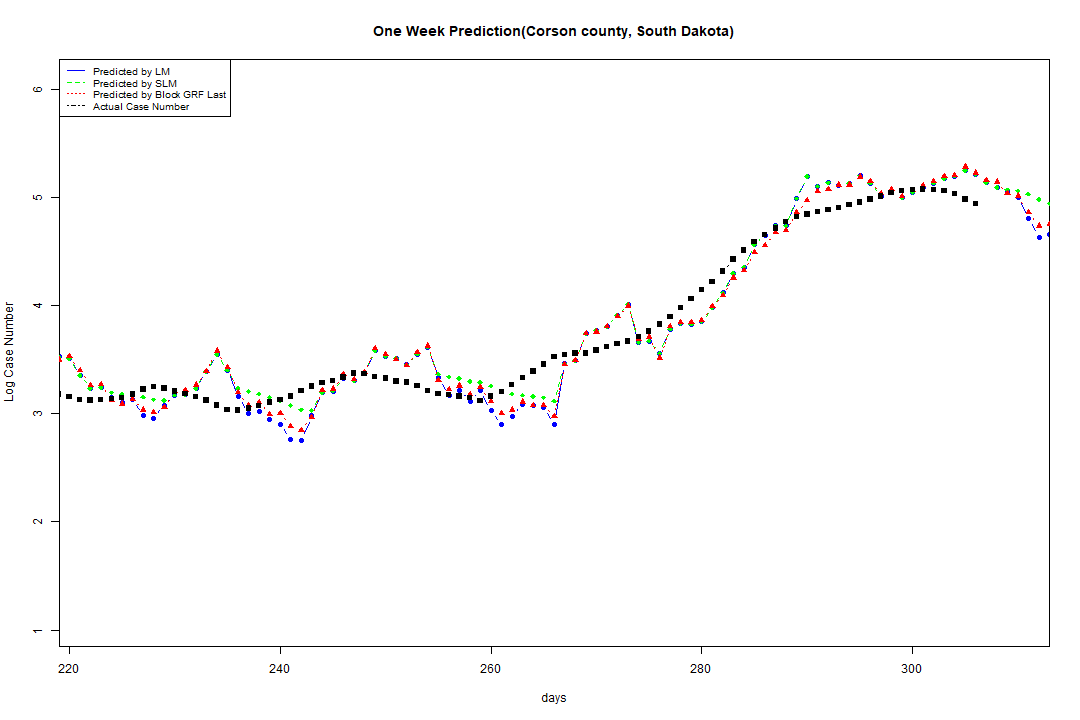 One Week Prediction(Corson county, South Dakota)
Predicted by LM
Predicted by SLM
Predicted by Block GRF Last
Actual Case Number
6
5
4
3
2
1
Log Case Number
220 240 260 280 300
days